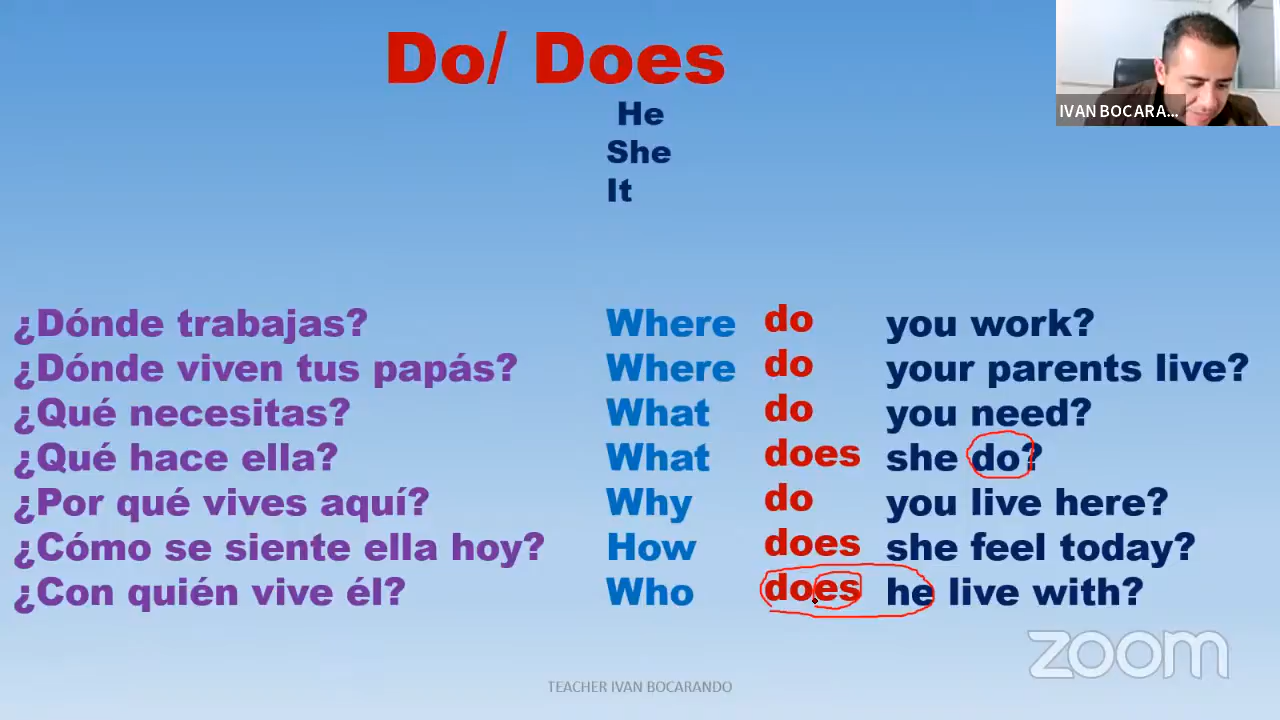 Do/ Does
IVAN BOCARA...
He
She
It
¿Dónde trabajas? Where do you work?
¿Dónde viven tus papás? Where do your parents live?
¿Qué necesitas? What do you need?
¿Qué hace ella? What does she do?
¿Por qué vives aquí? Why do you live here?
¿Cómo se siente ella hoy? How does she feel today?
¿Con quién vive él? Who does he live with?
zoom
TEACHER IVAN BOCARANDO